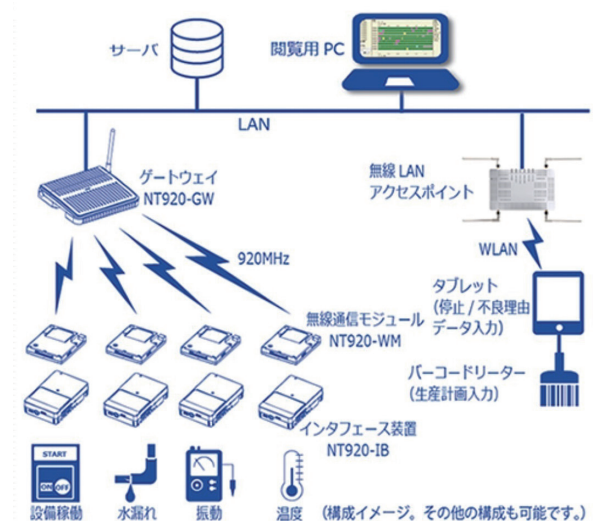 サーバ
閲覧用 PC
LAN
ゲートウェイ
NT920-GW
無線 LAN
アクセスポイント
920MHz
WLAN
タブレット
(停止 / 不良理由
データ入力)
無線通信モジュール
NT920-WM
バーコードリーダー
(生産計画入力)
インタフェース装置
NT920-IB
START
ON OFF
設備稼働
水漏れ
振動
温度
(構成イメージ。その他の構成も可能です。)